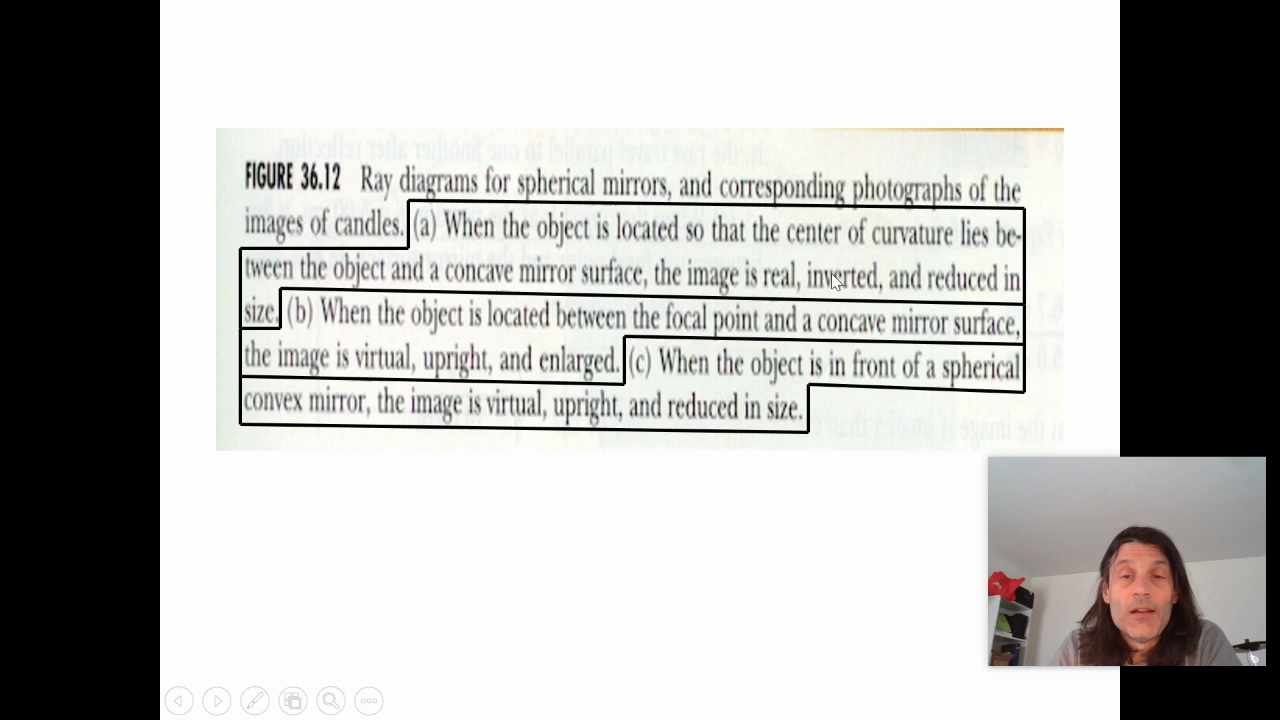 FIGURE 36.12 Ray diagrams for spherical mirrors, and corresponding photographs of the
images of candles. (a) When the object is located so that the center of curvature lies be-
tween the object and a concave mirror surface, the image is real, inverted, and reduced in
size. (b) When the object is located between the focal point and a concave mirror surface,
the image is virtual, upright, and enlarged. (c) When the object is in front of a spherical
convex mirror, the image is virtual, upright, and reduced in size.